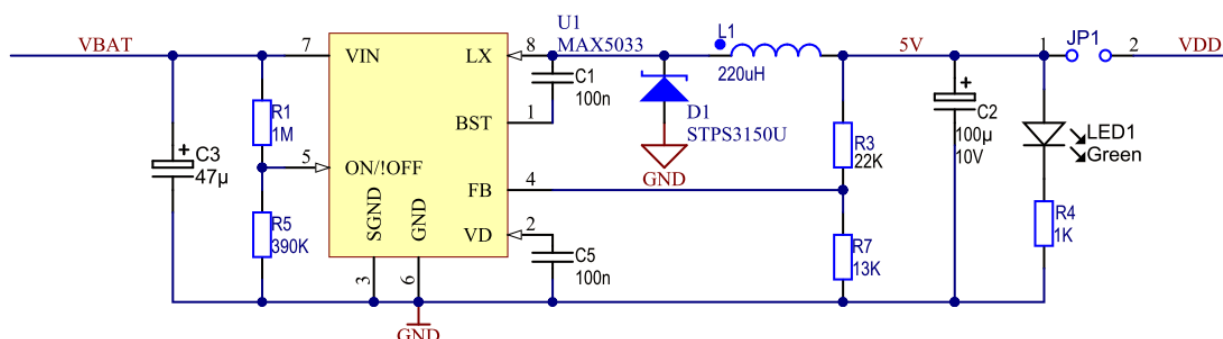 VBAT
7
VIN
LX
8
U1
MAX5033
L1
220uH
5V
1
JP1
2
VDD
C1
100n
R1
1M
BST
1
D1
STPS3150U
GND
C3
47µ
5
ON/!OFF
FB
4
R3
22K
C2
100µ
10V
LED1
Green
R5
390K
SGND
GND
VD
2
C5
100n
R7
13K
R4
1K
3
6
GND